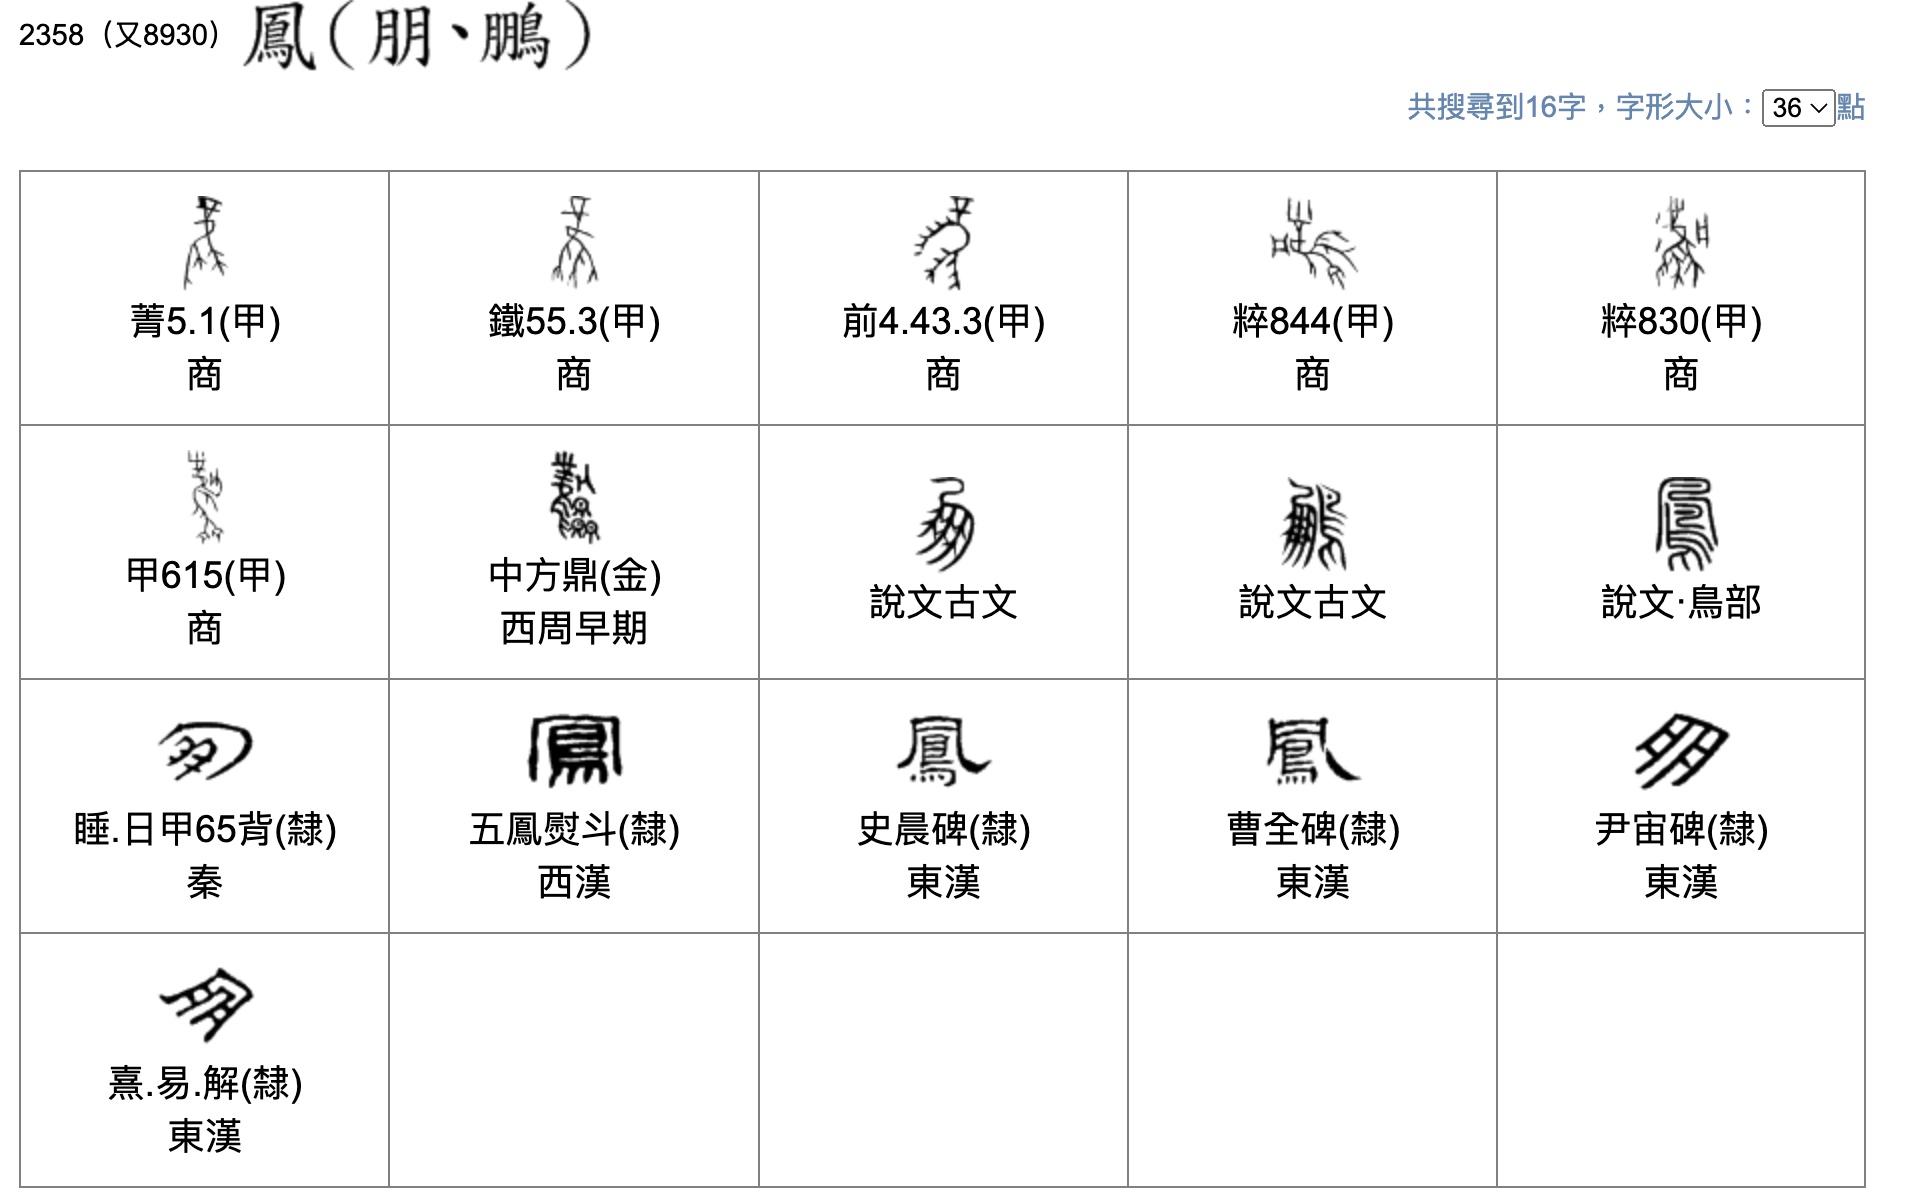 2358（又8930） 鳳（朋、鵬）
共搜尋到16字，字形大小：36點
菁5.1(甲)
商
鐵55.3(甲)
商
前4.43.3(甲)
商
粹844(甲)
商
粹830(甲)
商
甲615(甲)
商
中方鼎(金)
西周早期
說文古文
說文古文
說文·鳥部
睡.日甲65背(隸)
秦
五鳳熨斗(隸)
西漢
史晨碑(隸)
東漢
曹全碑(隸)
東漢
尹宙碑(隸)
東漢
熹.易.解(隸)
東漢